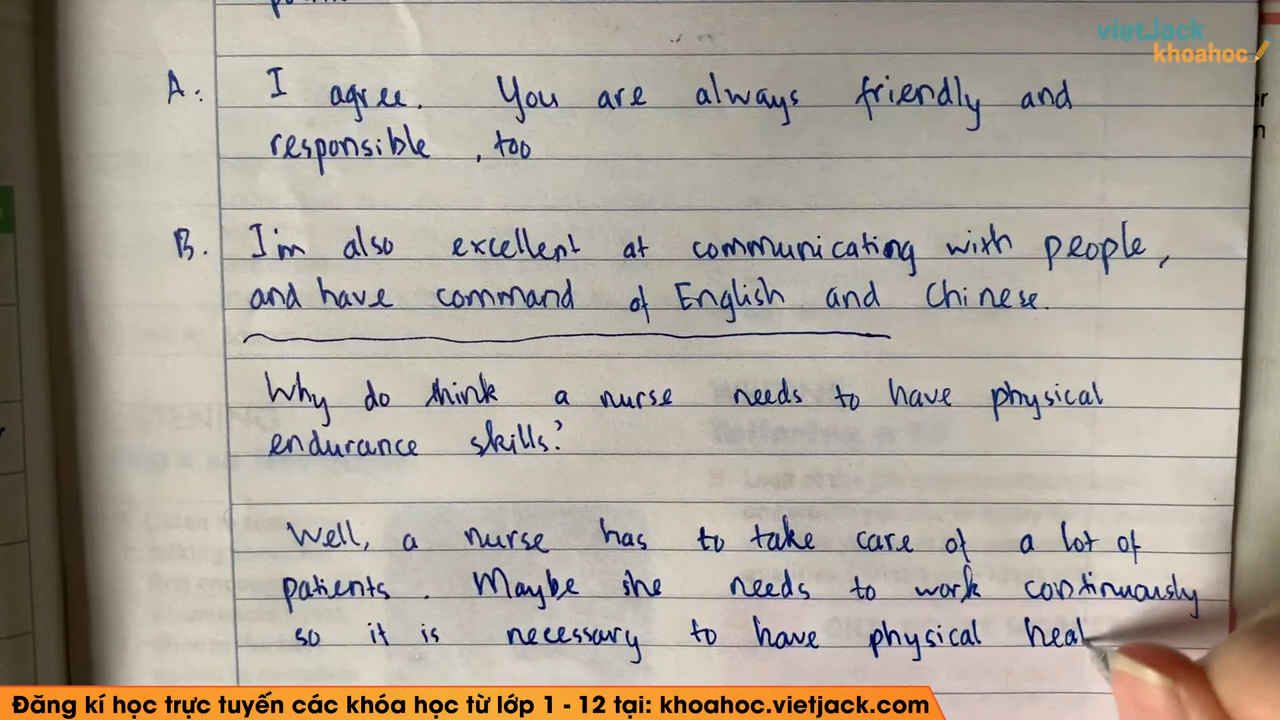 A: I agree. You are always friendly and
responsible, too
B. I'm also excellent at communicating with people,
and have command of English and Chinese.
Why do think a nurse needs to have physical
endurance skills?
Well, a nurse has to take care of a lot of
patients. Maybe she needs to work continuously
so it is necessary to have physical heal
vietJack
khoahoc
Đăng kí học trực tuyến các khóa học từ lớp 1 - 12 tại: khoahoc.vietjack.com